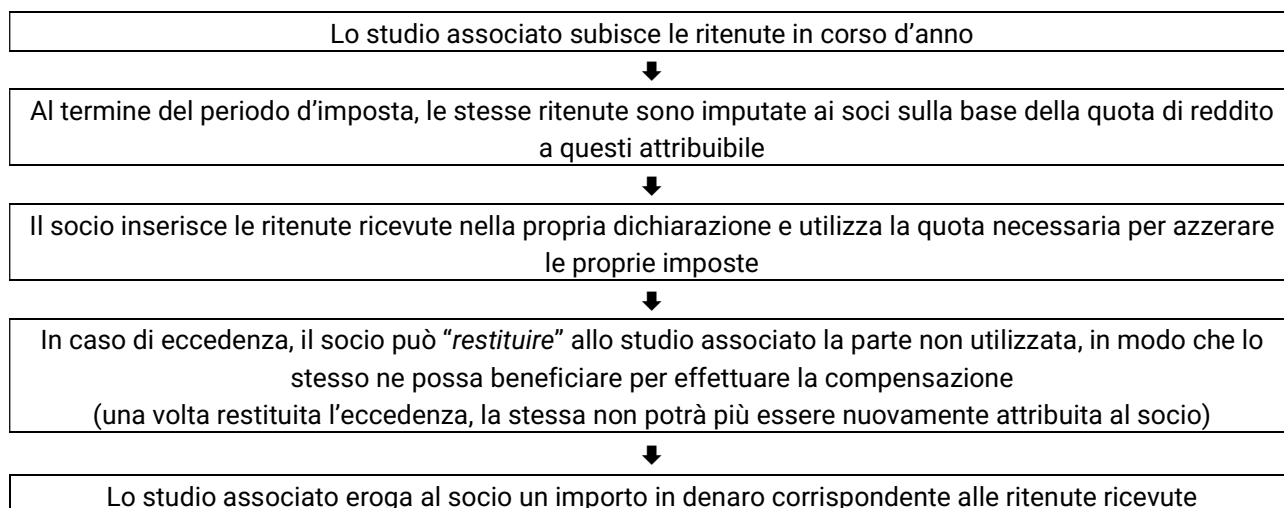 Lo studio associato subisce le ritenute in corso d’anno
Al termine del periodo d’imposta, le stesse ritenute sono imputate ai soci sulla base della quota di reddito
a questi attribuibile
Il socio inserisce le ritenute ricevute nella propria dichiarazione e utilizza la quota necessaria per azzerare
le proprie imposte
In caso di eccedenza, il socio può “restituire” allo studio associato la parte non utilizzata, in modo che lo
stesso ne possa beneficiare per effettuare la compensazione
(una volta restituita l’eccedenza, la stessa non potrà più essere nuovamente attribuita al socio)
Lo studio associato eroga al socio un importo in denaro corrispondente alle ritenute ricevute